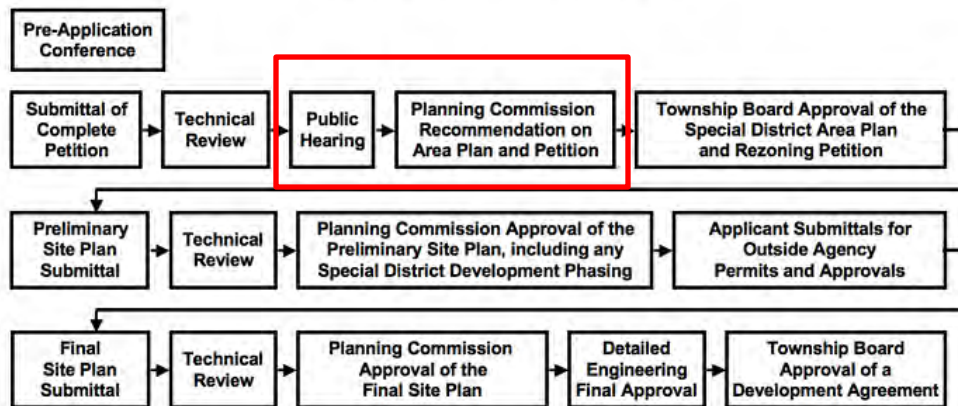 Pre-Application
Conference
Submittal of
Complete
Petition
Technical
Review
Public
Hearing
Planning Commission
Recommendation on
Area Plan and Petition
Township Board Approval of the
Special District Area Plan
and Rezoning Petition
Preliminary
Site Plan
Submittal
Technical
Review
Planning Commission Approval of the
Preliminary Site Plan, including any
Special District Development Phasing
Applicant Submittals for
Outside Agency
Permits and Approvals
Final
Site Plan
Submittal
Technical
Review
Planning Commission
Approval of the
Final Site Plan
Detailed
Engineering
Final Approval
Township Board
Approval of a
Development Agreement